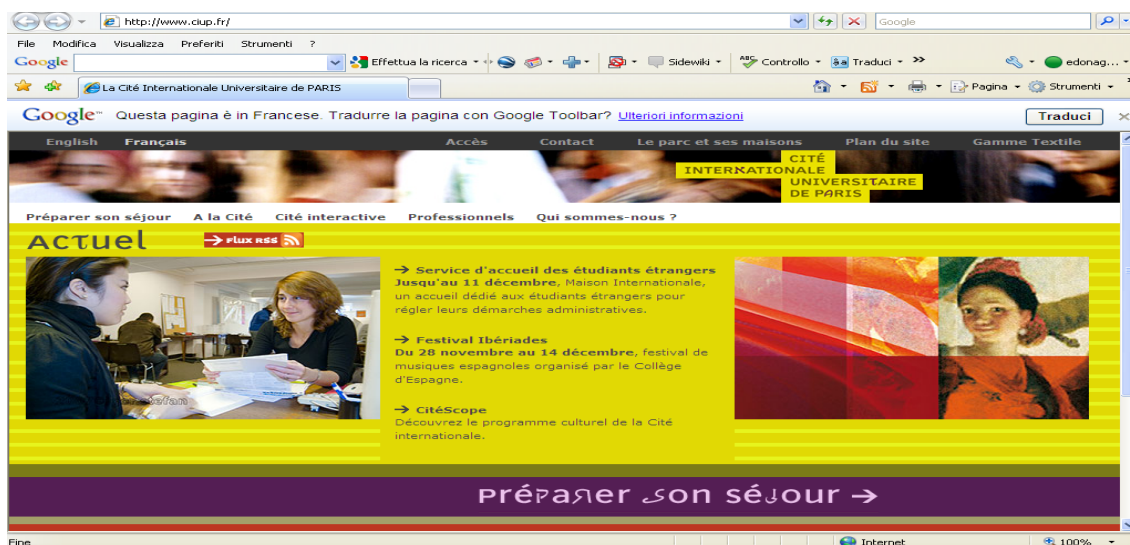 http://www.ciup.fr/
Google
File Modifica Visualizza Preferiti Strumenti ?
Google Effettua la ricerca Sidewiki ABC Controllo Traduci >> edonag...
La Cité Internationale Universitaire de PARIS Pagina Strumenti
Google™ Questa pagina è in Francese. Tradurre la pagina con Google Toolbar? Ulteriori informazioni Traduci
English Français Accès Contact Le parc et ses maisons Plan du site Gamme Textile
CITÉ
INTERNATIONALE
UNIVERSITAIRE
DE PARIS
Préparer son séjour A la Cité Cité interactive Professionnels Qui sommes-nous ?
Actuel → Flux RSS
→ Service d'accueil des étudiants étrangers
Jusqu'au 11 décembre, Maison Internationale,
un accueil dédié aux étudiants étrangers pour
régler leurs démarches administratives.
→ Festival Ibériades
Du 28 novembre au 14 décembre, festival de
musiques espagnoles organisé par le Collège
d'Espagne.
→ CitéScope
Découvrez le programme culturel de la Cité
internationale.
Préparer son séjour →
Fine Internet 100%